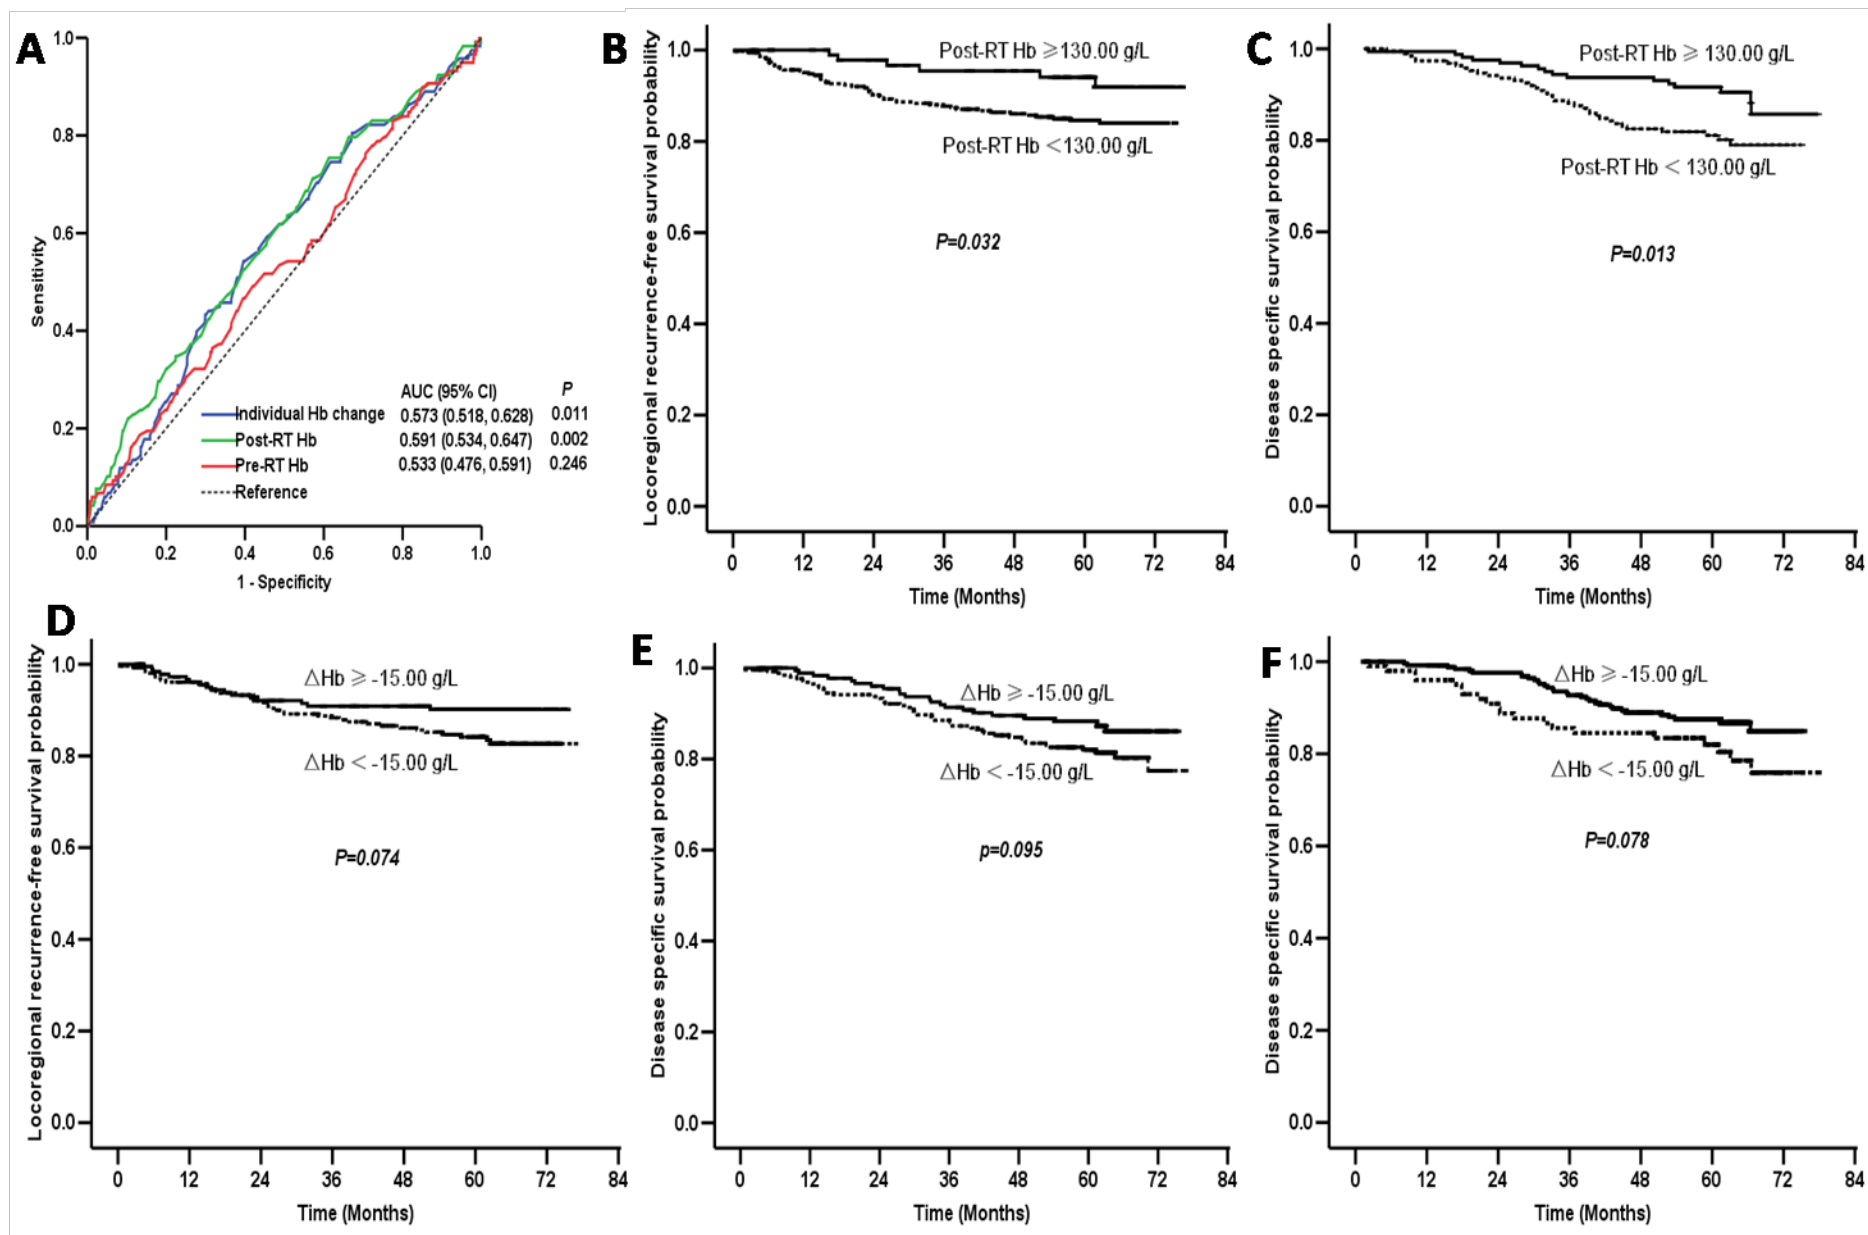 A
1.0
0.8
0.6
0.4
0.2
0.0
Sensitivity
AUC (95% CI) P
Individual Hb change 0.573 (0.518, 0.628) 0.011
Post-RT Hb 0.591 (0.534, 0.647) 0.002
Pre-RT Hb 0.533 (0.476, 0.591) 0.246
Reference
0.0 0.2 0.4 0.6 0.8 1.0
1 - Specificity
B
Locoregional recurrence-free survival probability
1.0
0.8
0.6
0.4
0.2
0.0
Post-RT Hb ⩾130.00 g/L
Post-RT Hb <130.00 g/L
P=0.032
0 12 24 36 48 60 72 84
Time (Months)
C
Disease specific survival probability
1.0
0.8
0.6
0.4
0.2
0.0
Post-RT Hb ⩾ 130.00 g/L
Post-RT Hb < 130.00 g/L
P=0.013
0 12 24 36 48 60 72 84
Time (Months)
D
Locoregional recurrence-free survival probability
1.0
0.8
0.6
0.4
0.2
0.0
△Hb ⩾ -15.00 g/L
△Hb < -15.00 g/L
P=0.074
0 12 24 36 48 60 72 84
Time (Months)
E
Disease specific survival probability
1.0
0.8
0.6
0.4
0.2
0.0
△Hb ⩾ -15.00 g/L
△Hb < -15.00 g/L
p=0.095
0 12 24 36 48 60 72 84
Time (Months)
F
Disease specific survival probability
1.0
0.8
0.6
0.4
0.2
0.0
△Hb ⩾ -15.00 g/L
△Hb < -15.00 g/L
P=0.078
0 12 24 36 48 60 72 84
Time (Months)